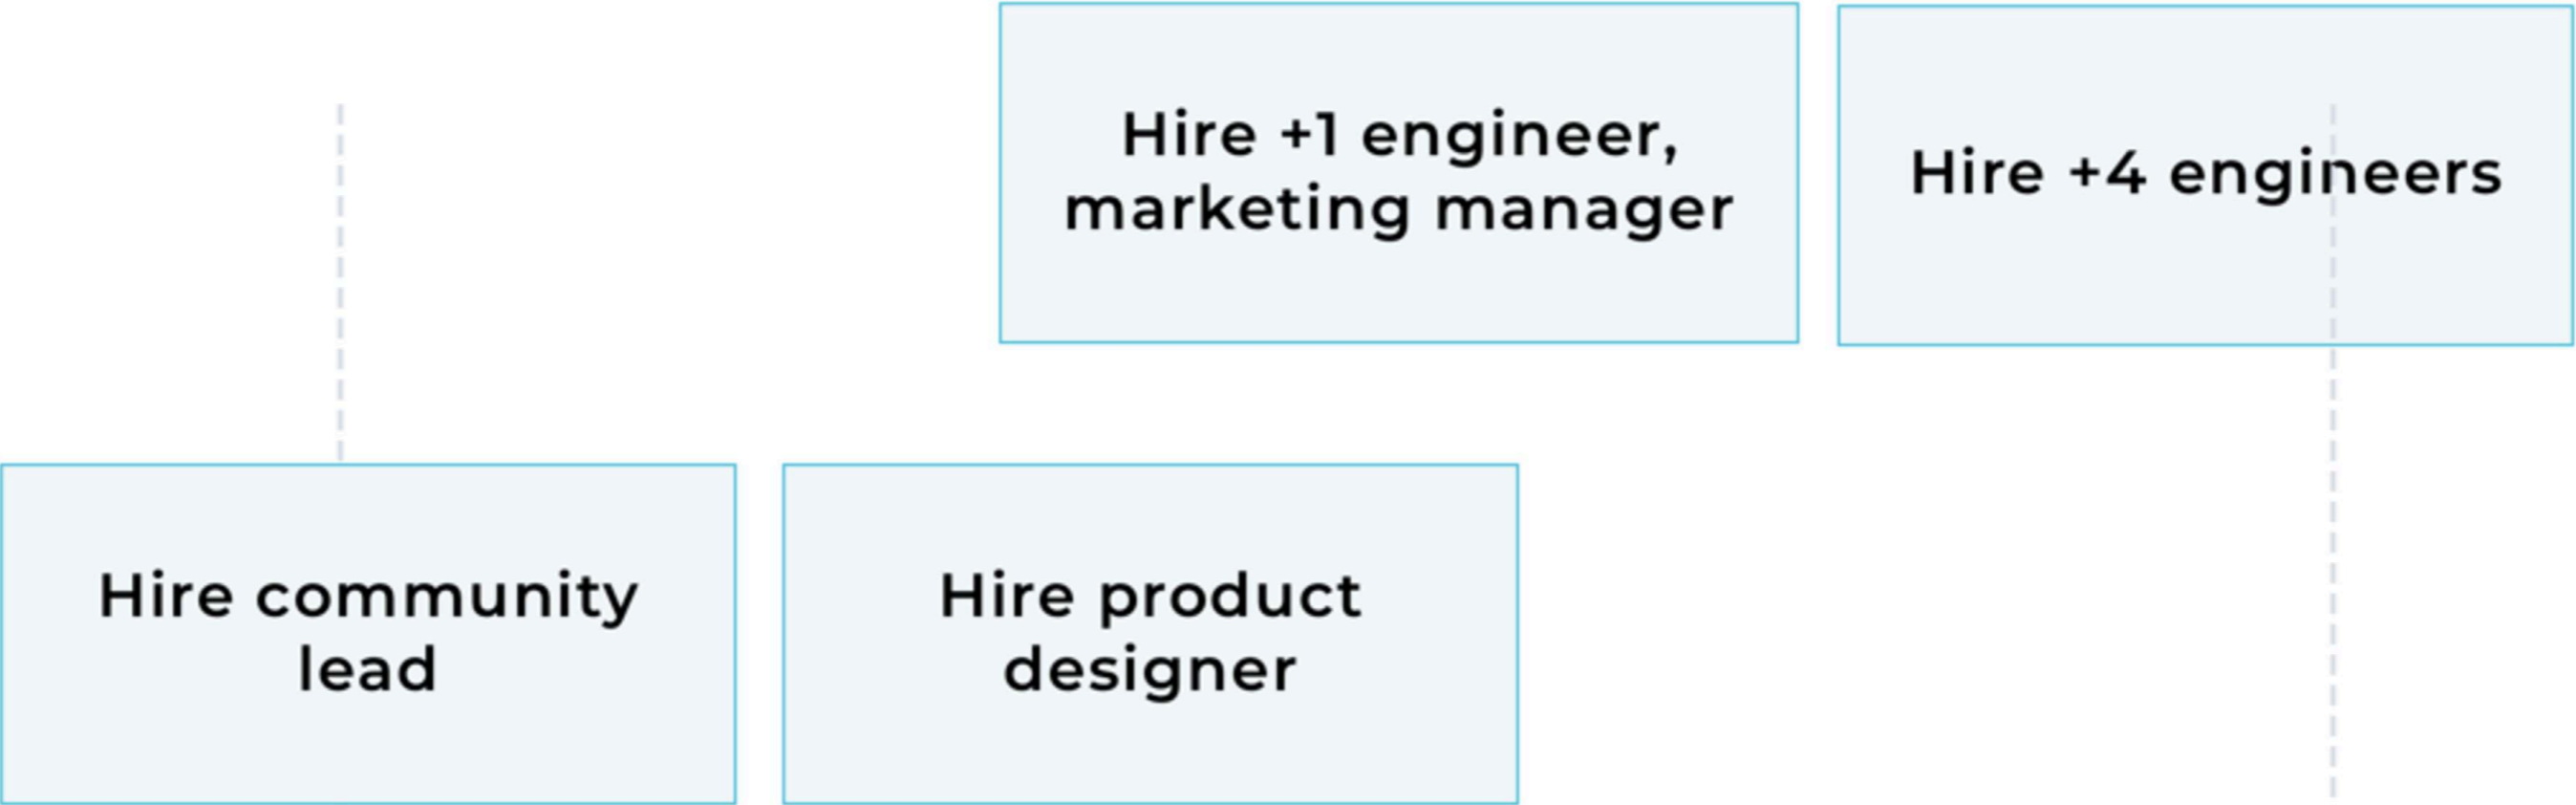 Hire +1 engineer,
marketing manager
Hire +4 engineers
Hire community
lead
Hire product
designer